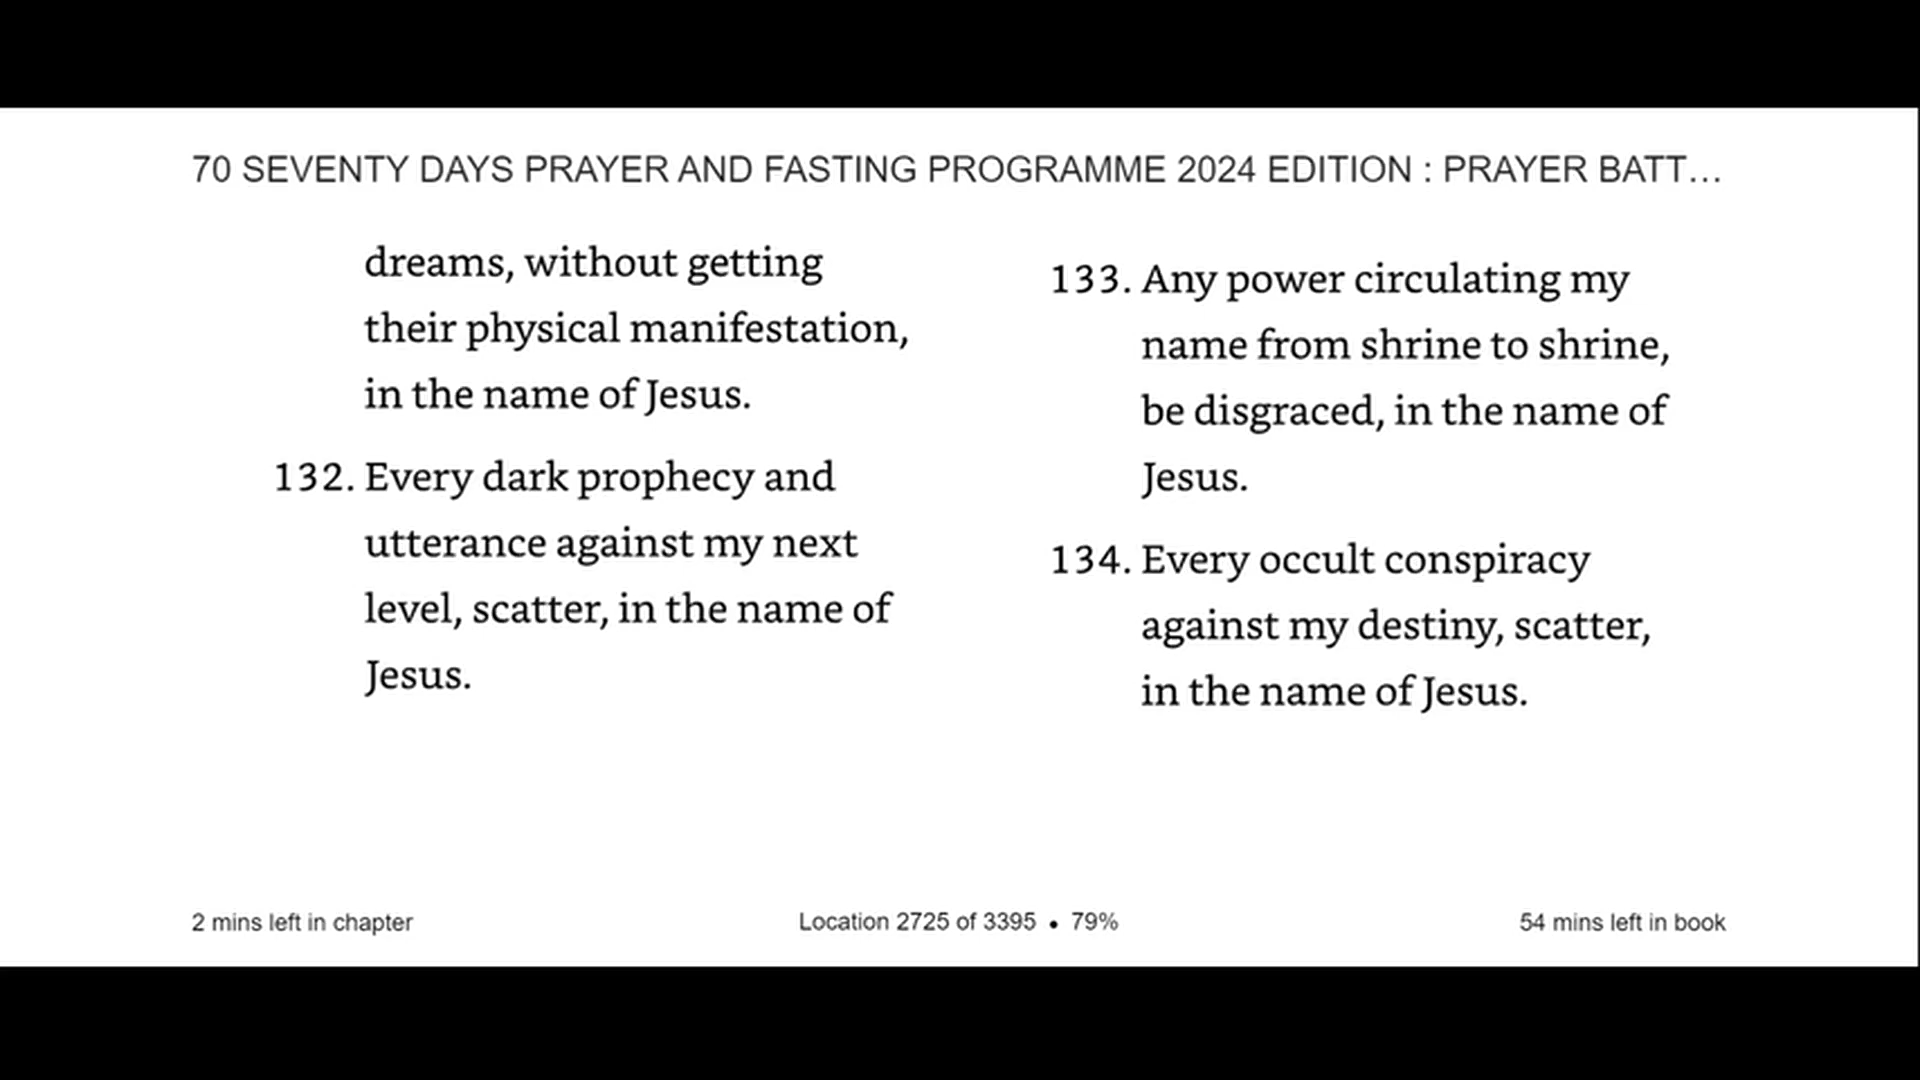 70 SEVENTY DAYS PRAYER AND FASTING PROGRAMME 2024 EDITION : PRAYER BATT...
dreams, without getting
their physical manifestation,
in the name of Jesus.
132. Every dark prophecy and
utterance against my next
level, scatter, in the name of
Jesus.
133. Any power circulating my
name from shrine to shrine,
be disgraced, in the name of
Jesus.
134. Every occult conspiracy
against my destiny, scatter,
in the name of Jesus.
2 mins left in chapter
Location 2725 of 3395 • 79%
54 mins left in book